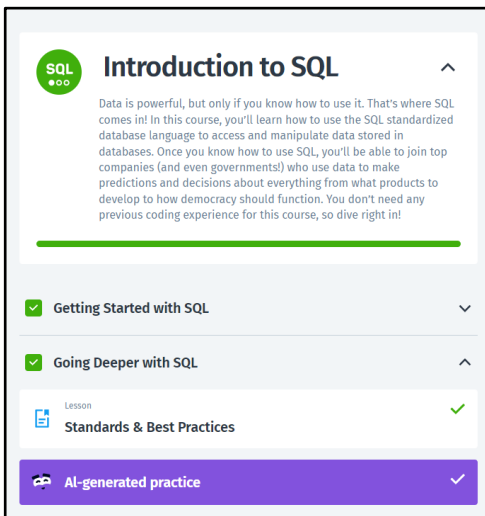 SQL
Introduction to SQL
Data is powerful, but only if you know how to use it. That's where SQL
comes in! In this course, you'll learn how to use the SQL standardized
database language to access and manipulate data stored in
databases. Once you know how to use SQL, you'll be able to join top
companies (and even governments!) who use data to make
predictions and decisions about everything from what products to
develop to how democracy should function. You don't need any
previous coding experience for this course, so dive right in!
Getting Started with SQL
Going Deeper with SQL
Lesson
Standards & Best Practices
AI-generated practice